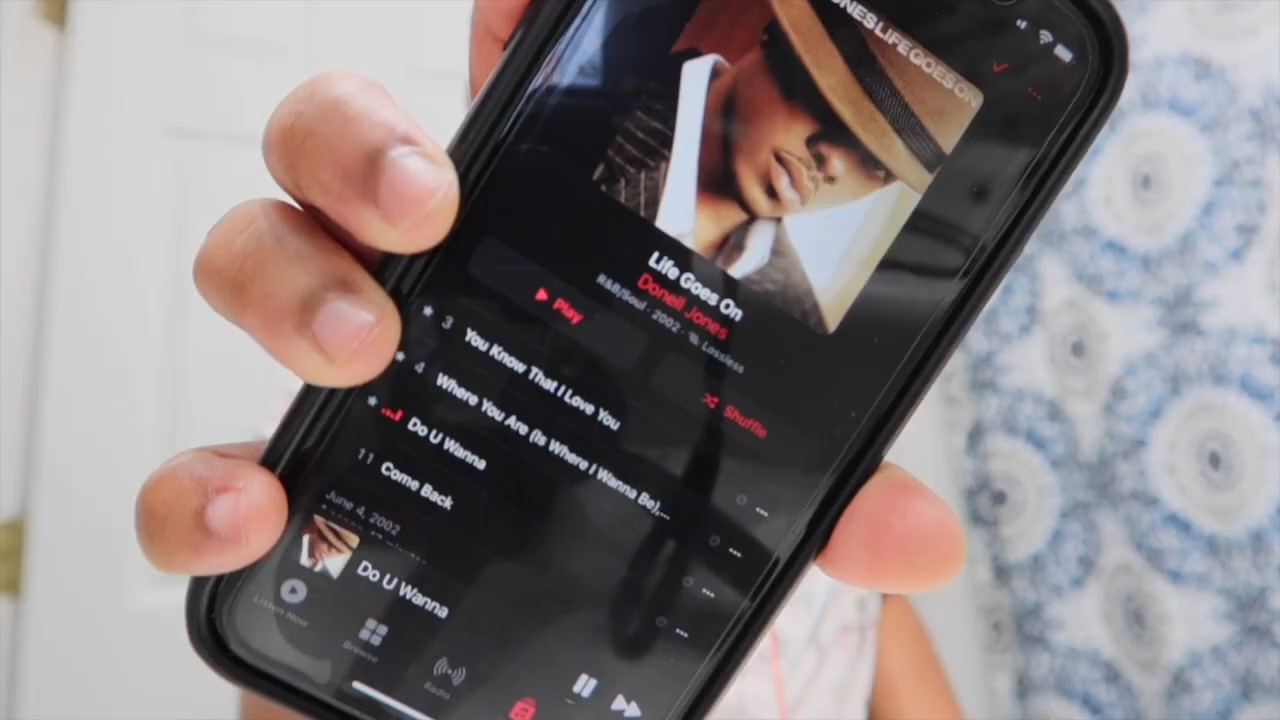 ONES LIFE GOES ON
Life Goes On
Donell Jones
R&B/Soul · 2002 · Lossless
Play
Shuffle
3 You Know That I Love You
4 Where You Are (Is Where I Wanna Be),...
Do U Wanna
11 Come Back
June 4, 2002
Do U Wanna
Listen Now
Browse
Radio